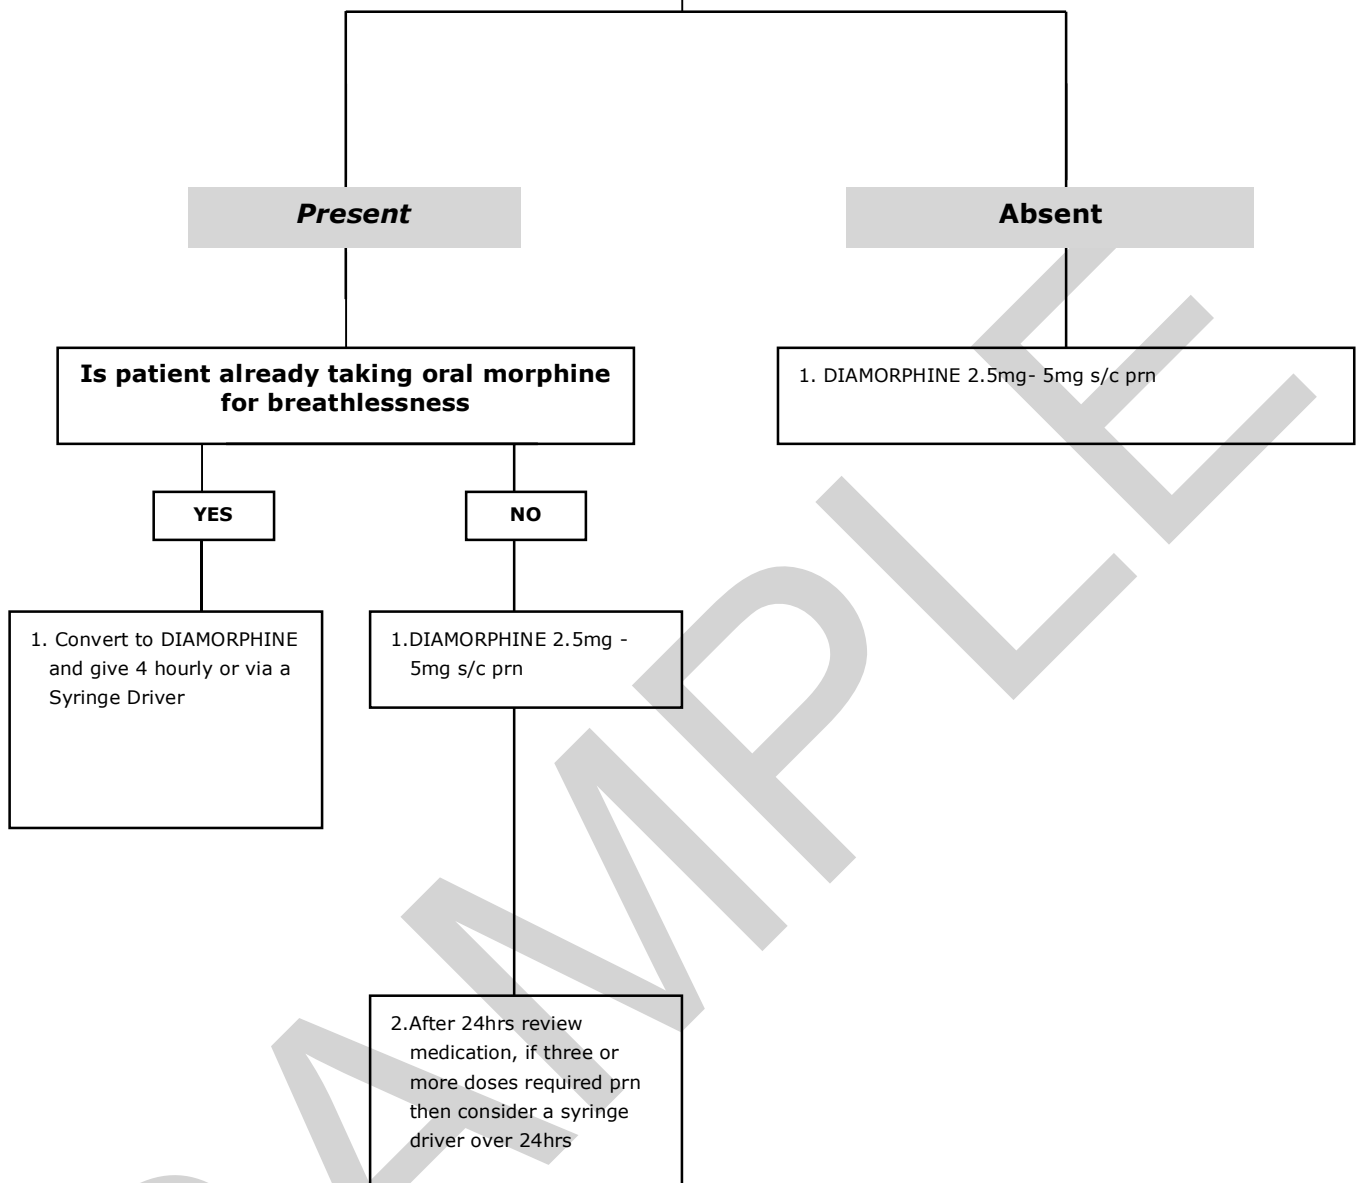 Present
Absent
Is patient already taking oral morphine
for breathlessness
1. DIAMORPHINE 2.5mg- 5mg s/c prn
YES
NO
1. Convert to DIAMORPHINE
and give 4 hourly or via a
Syringe Driver
1.DIAMORPHINE 2.5mg -
5mg s/c prn
2.After 24hrs review
medication, if three or
more doses required prn
then consider a syringe
driver over 24hrs
SAMPLE